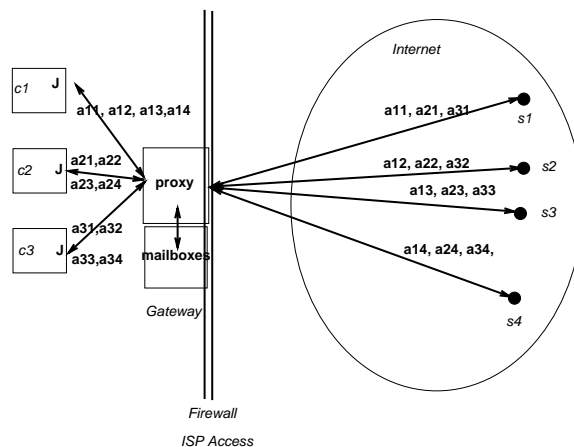 Internet
c1 J
a11, a12, a13,a14
a11, a21, a31
s1
c2 J
a21,a22
a23,a24
proxy
a12, a22, a32
s2
a13, a23, a33
s3
c3 J
a31,a32
a33,a34
mailboxes
a14, a24, a34,
Gateway
s4
Firewall
ISP Access